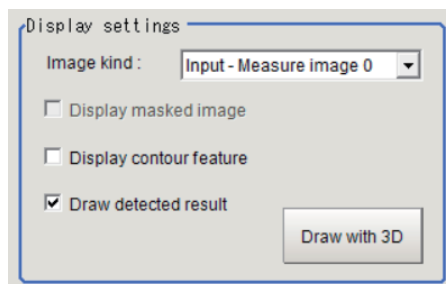 Display settings
Image kind :
Input - Measure image 0
Display masked image
Display contour feature
Draw detected result
Draw with 3D